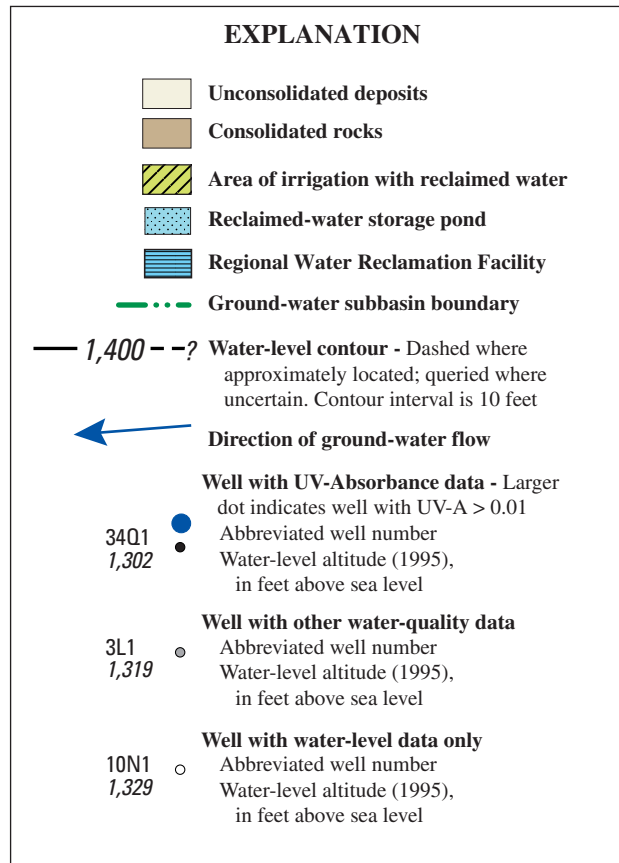 EXPLANATION
Unconsolidated deposits
Consolidated rocks
Area of irrigation with reclaimed water
Reclaimed-water storage pond
Regional Water Reclamation Facility
Ground-water subbasin boundary
1,400 ? Water-level contour - Dashed where
approximately located; queried where
uncertain. Contour interval is 10 feet
Direction of ground-water flow
Well with UV-Absorbance data - Larger
dot indicates well with UV-A > 0.01
34Q1 Abbreviated well number
1,302 Water-level altitude (1995),
in feet above sea level
Well with other water-quality data
3L1 Abbreviated well number
1,319 Water-level altitude (1995),
in feet above sea level
Well with water-level data only
10N1 Abbreviated well number
1,329 Water-level altitude (1995),
in feet above sea level